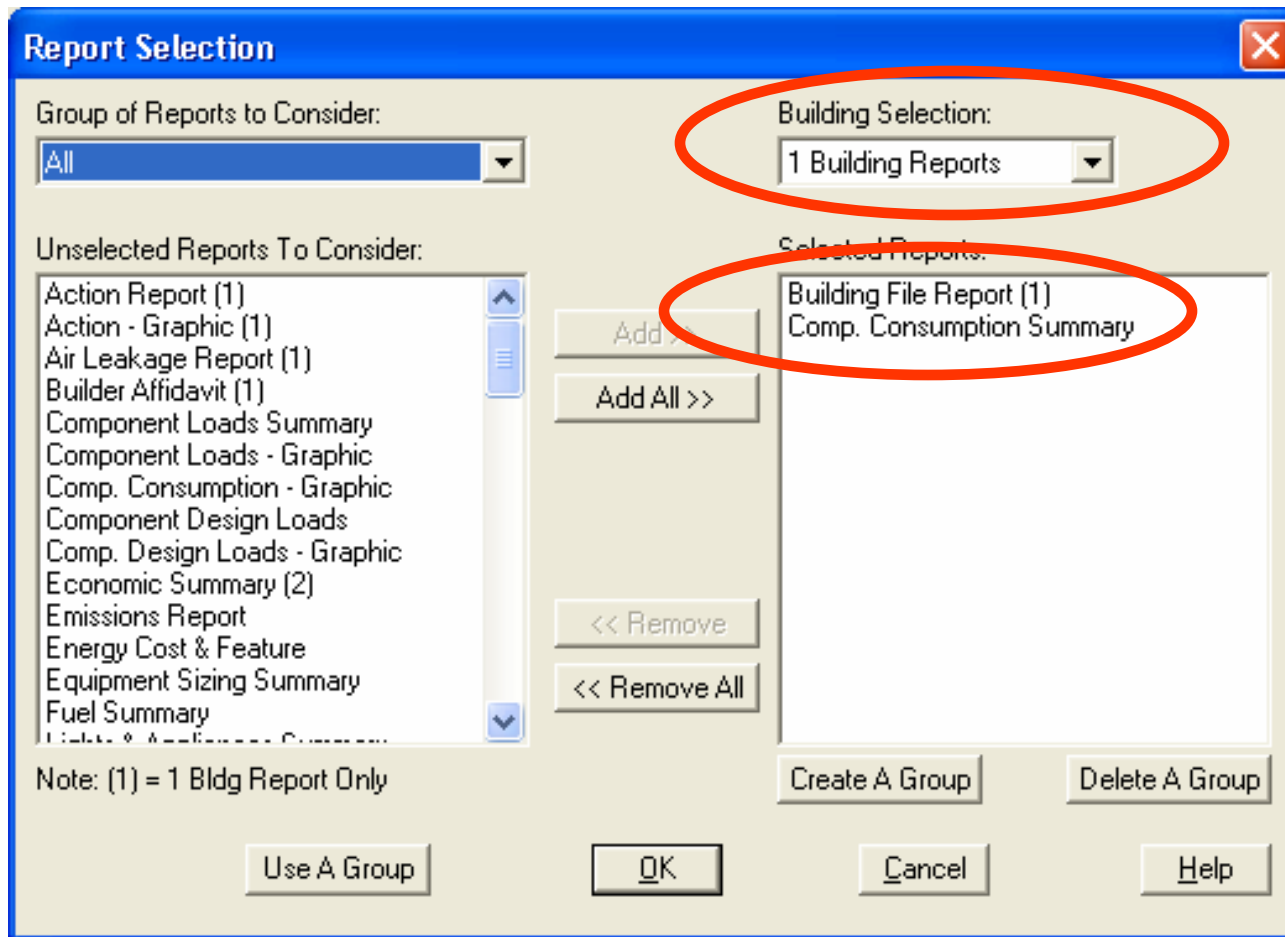 Report Selection
Group of Reports to Consider:
Building Selection:
All
1 Building Reports
Unselected Reports To Consider:
Selected Reports:
Action Report (1)
Action - Graphic (1)
Air Leakage Report (1)
Builder Affidavit (1)
Component Loads Summary
Component Loads - Graphic
Comp. Consumption - Graphic
Component Design Loads
Comp. Design Loads - Graphic
Economic Summary (2)
Emissions Report
Energy Cost & Feature
Equipment Sizing Summary
Fuel Summary
Lights & Appliance Summary
Add >>
Add All >>
<< Remove
<< Remove All
Building File Report (1)
Comp. Consumption Summary
Note: (1) = 1 Bldg Report Only
Create A Group
Delete A Group
Use A Group
OK
Cancel
Help